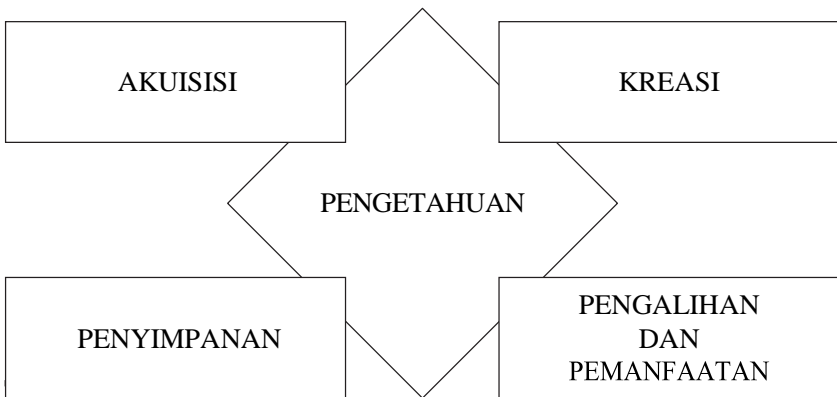 AKUISISI
KREASI
PENGETAHUAN
PENYIMPANAN
PENGALIHAN
DAN
PEMANFAATAN